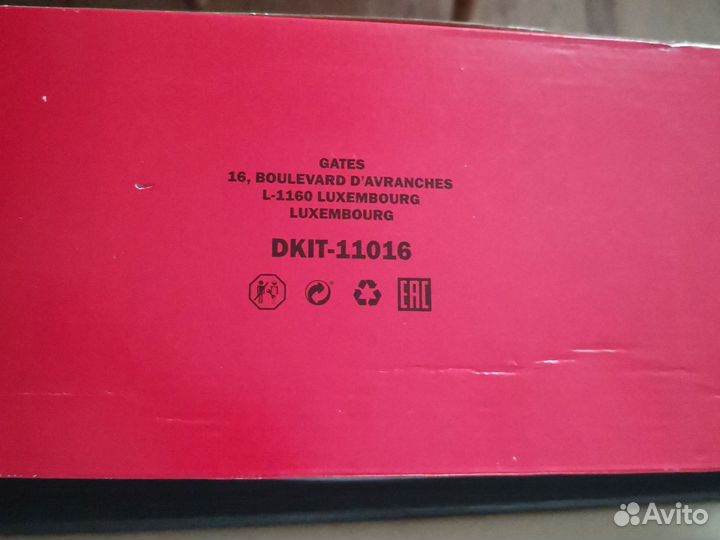 GATES
16, BOULEVARD D'AVRANCHES
L-1160 LUXEMBOURG
LUXEMBOURG
DKIT-11016
EAC
Avito